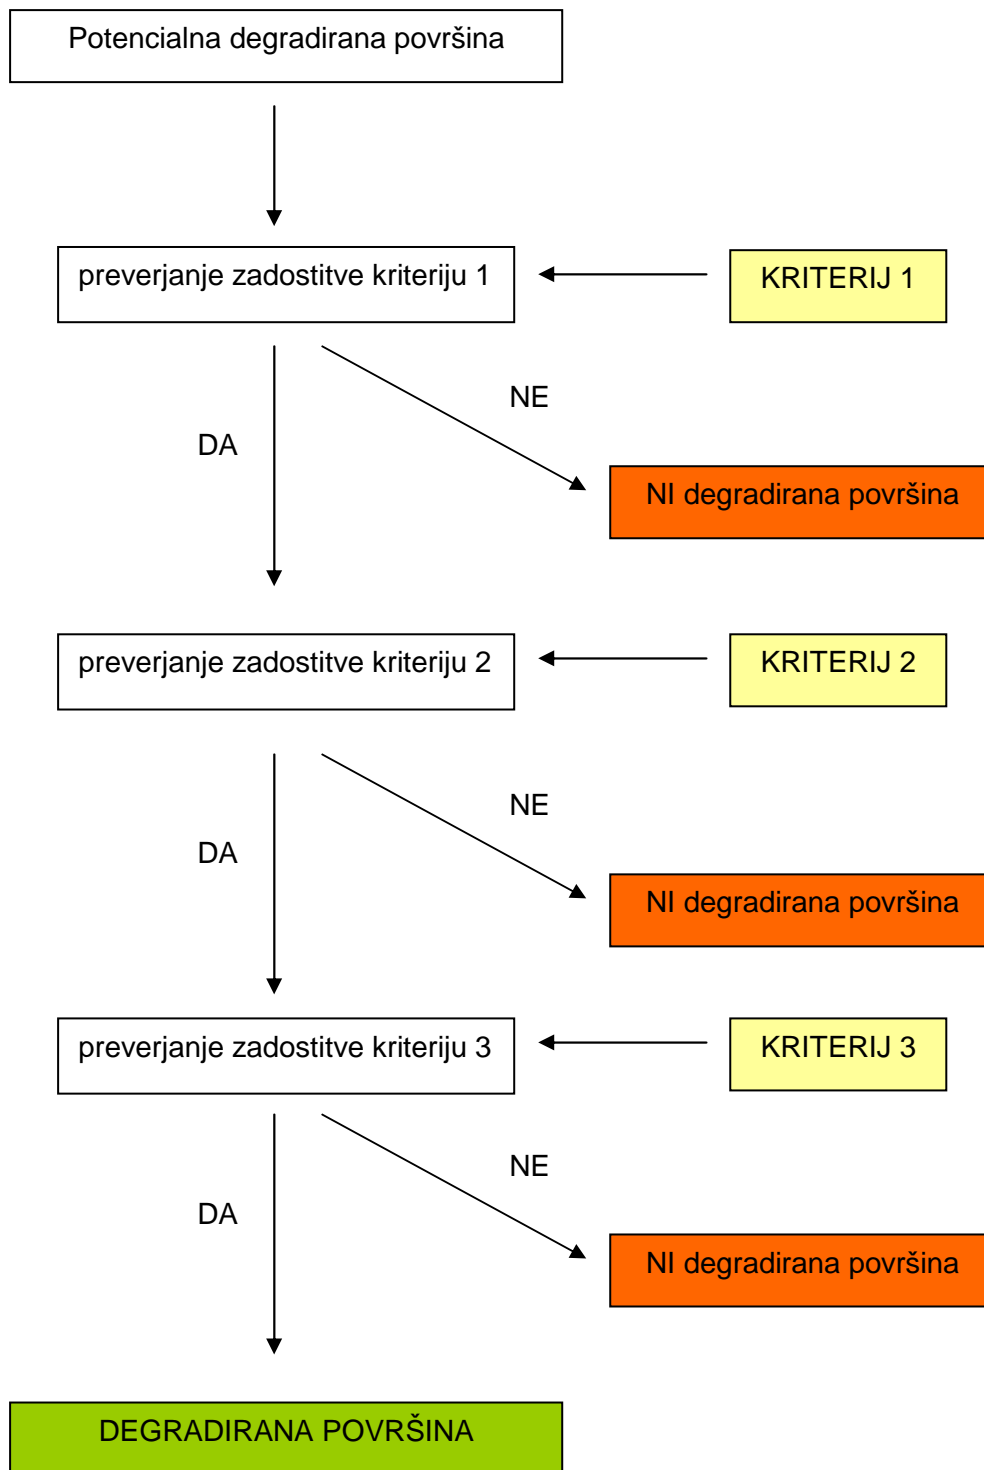 Potencialna degradirana površina
preverjanje zadostitve kriteriju 1
KRITERIJ 1
NE
DA
NI degradirana površina
preverjanje zadostitve kriteriju 2
KRITERIJ 2
NE
DA
NI degradirana površina
preverjanje zadostitve kriteriju 3
KRITERIJ 3
NE
DA
NI degradirana površina
DEGRADIRANA POVRŠINA